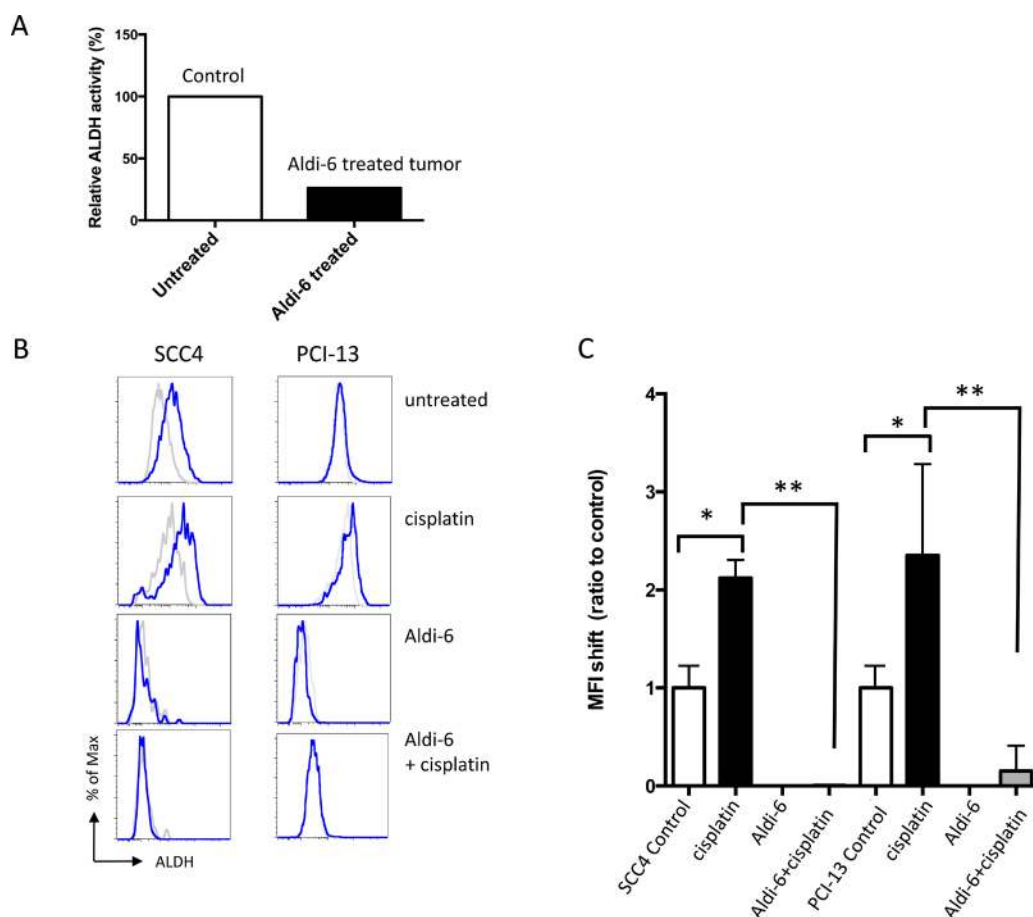 A
Relative ALDH activity (%)
150
100
50
0
Control
Aldi-6 treated tumor
Untreated
Aldi-6 treated
B
SCC4
PCI-13
untreated
cisplatin
Aldi-6
Aldi-6
+ cisplatin
% of Max
ALDH
C
MFI shift (ratio to control)
4
3
2
1
0
*
**
*
**
SCC4 Control
cisplatin
Aldi-6
Aldi-6+cisplatin
PCI-13 Control
cisplatin
Aldi-6
Aldi-6+cisplatin